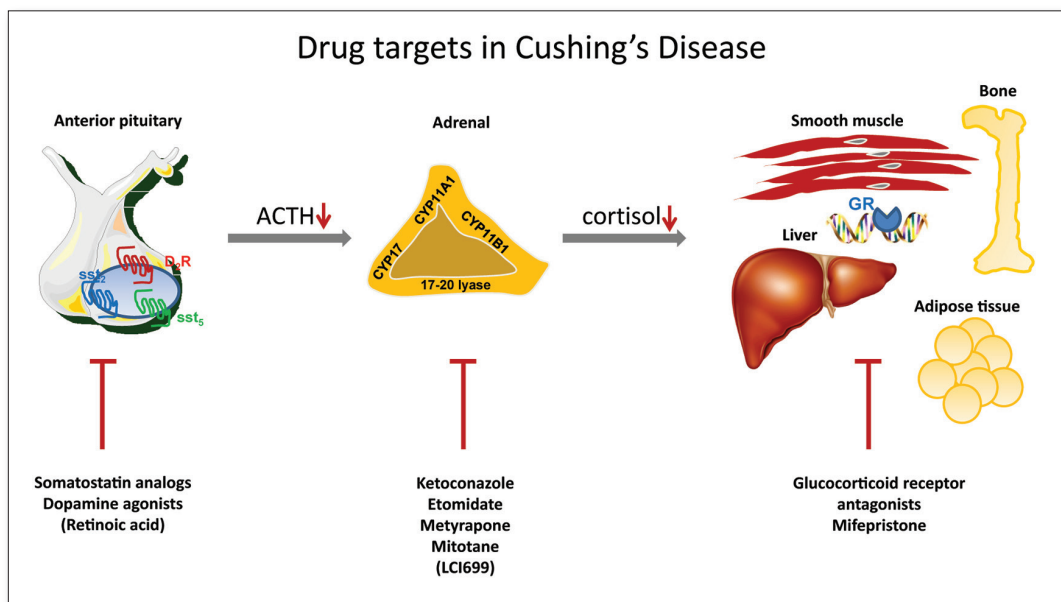 Drug targets in Cushing's Disease
Anterior pituitary
D₂R
sst₂
sst₅
ACTH
Adrenal
CYP11A1
CYP17
CYP11B1
17-20 lyase
cortisol
Smooth muscle
Bone
GR
Liver
Adipose tissue
Somatostatin analogs
Dopamine agonists
(Retinoic acid)
Ketoconazole
Etomidate
Metyrapone
Mitotane
(LCI699)
Glucocorticoid receptor
antagonists
Mifepristone